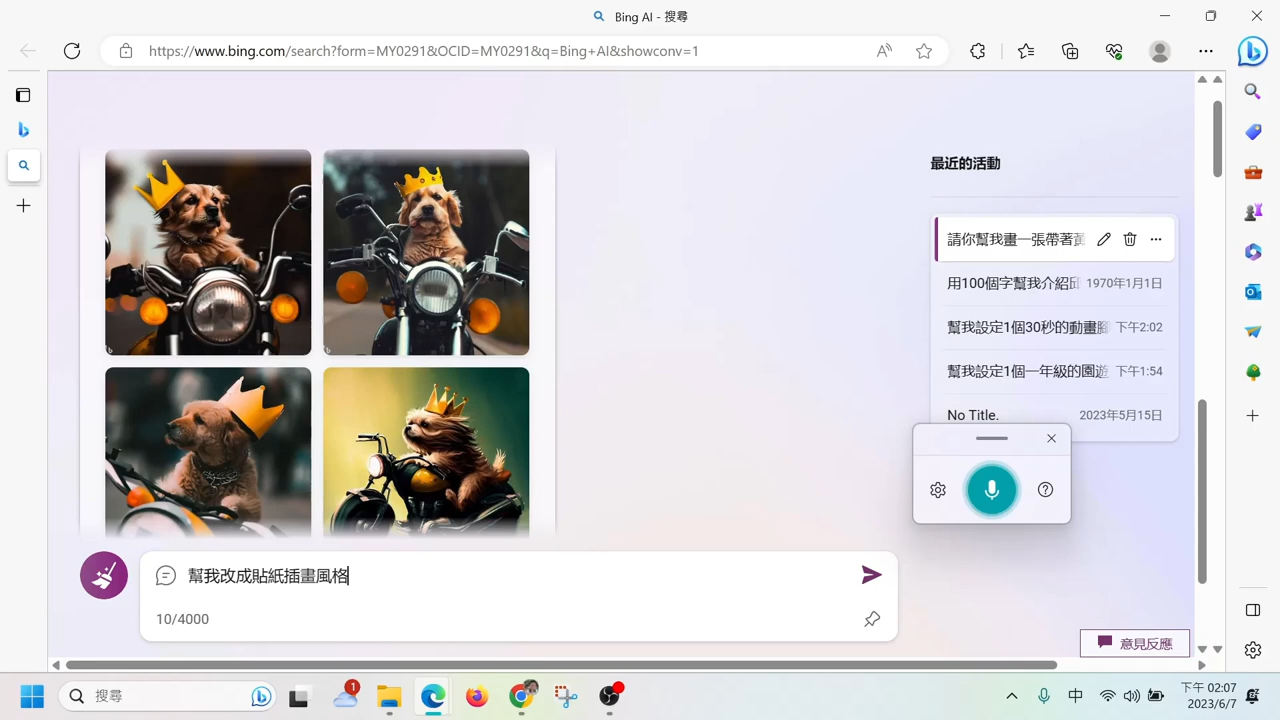 Bing AI - 搜尋
https://www.bing.com/search?form=MY0291&OCID=MY0291&q=Bing+AI&showconv=1
最近的活動
請你幫我畫一張帶著黃
用100個字幫我介紹邱 1970年1月1日
幫我設定1個30秒的動畫腳 下午2:02
幫我設定1個一年級的園遊 下午1:54
No Title. 2023年5月15日
幫我改成貼紙插畫風格
10/4000
意見反應
搜尋
1
中
下午 02:07
2023/6/7